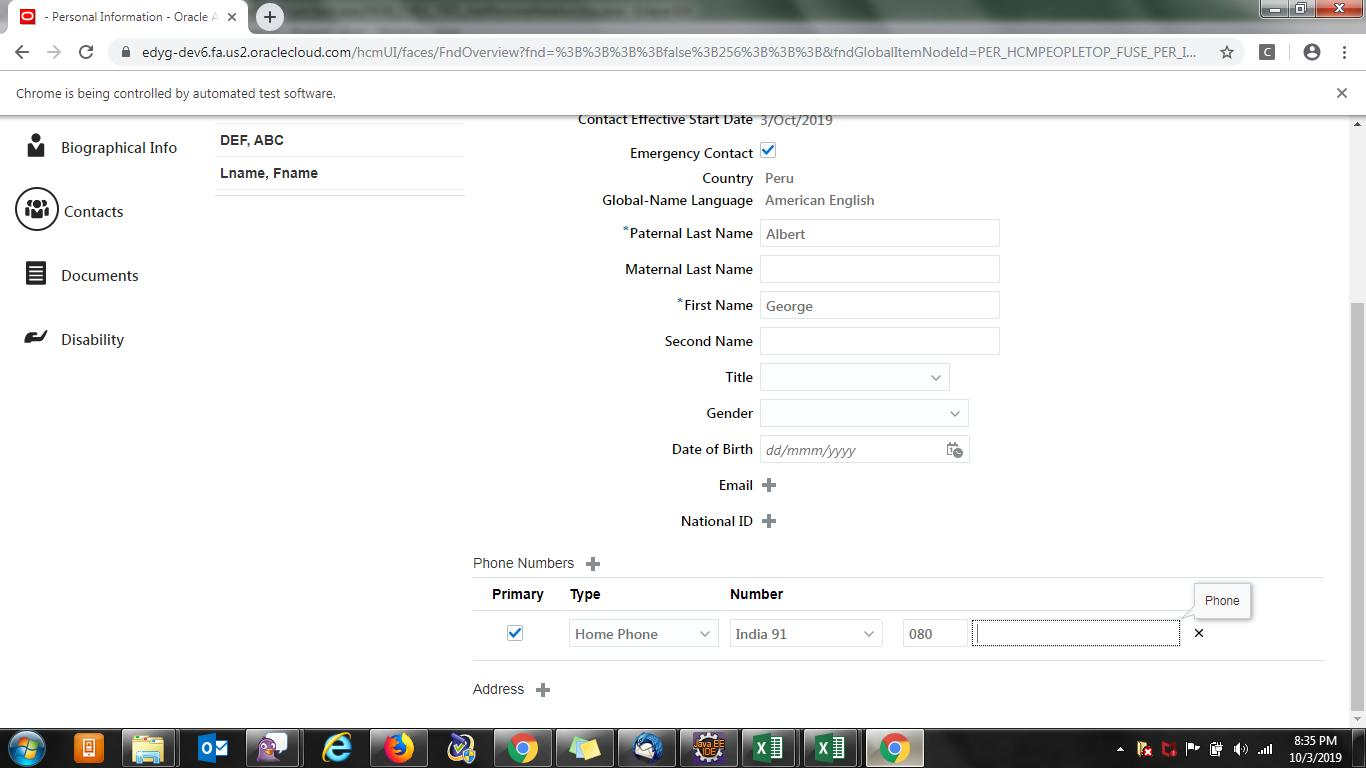 - Personal Information - Oracle A
edyg-dev6.fa.us2.oraclecloud.com/hcmUI/faces/FndOverview?fnd=%3B%3B%3B%3Bfalse%3B256%3B%3B%3B&fndGlobalItemNodeId=PER_HCMPEOPLETOP_FUSE_PER_I...
C
Chrome is being controlled by automated test software.
Biographical Info
Contacts
Documents
Disability
DEF, ABC
Lname, Fname
Contact Effective Start Date 3/Oct/2019
Emergency Contact
Country Peru
Global-Name Language American English
*Paternal Last Name Albert
Maternal Last Name
*First Name George
Second Name
Title
Gender
Date of Birth dd/mmm/yyyy
Email
National ID
Phone Numbers
Primary Type Number
Phone
Home Phone India 91 080
Address
Java EE
IDE
8:35 PM
10/3/2019